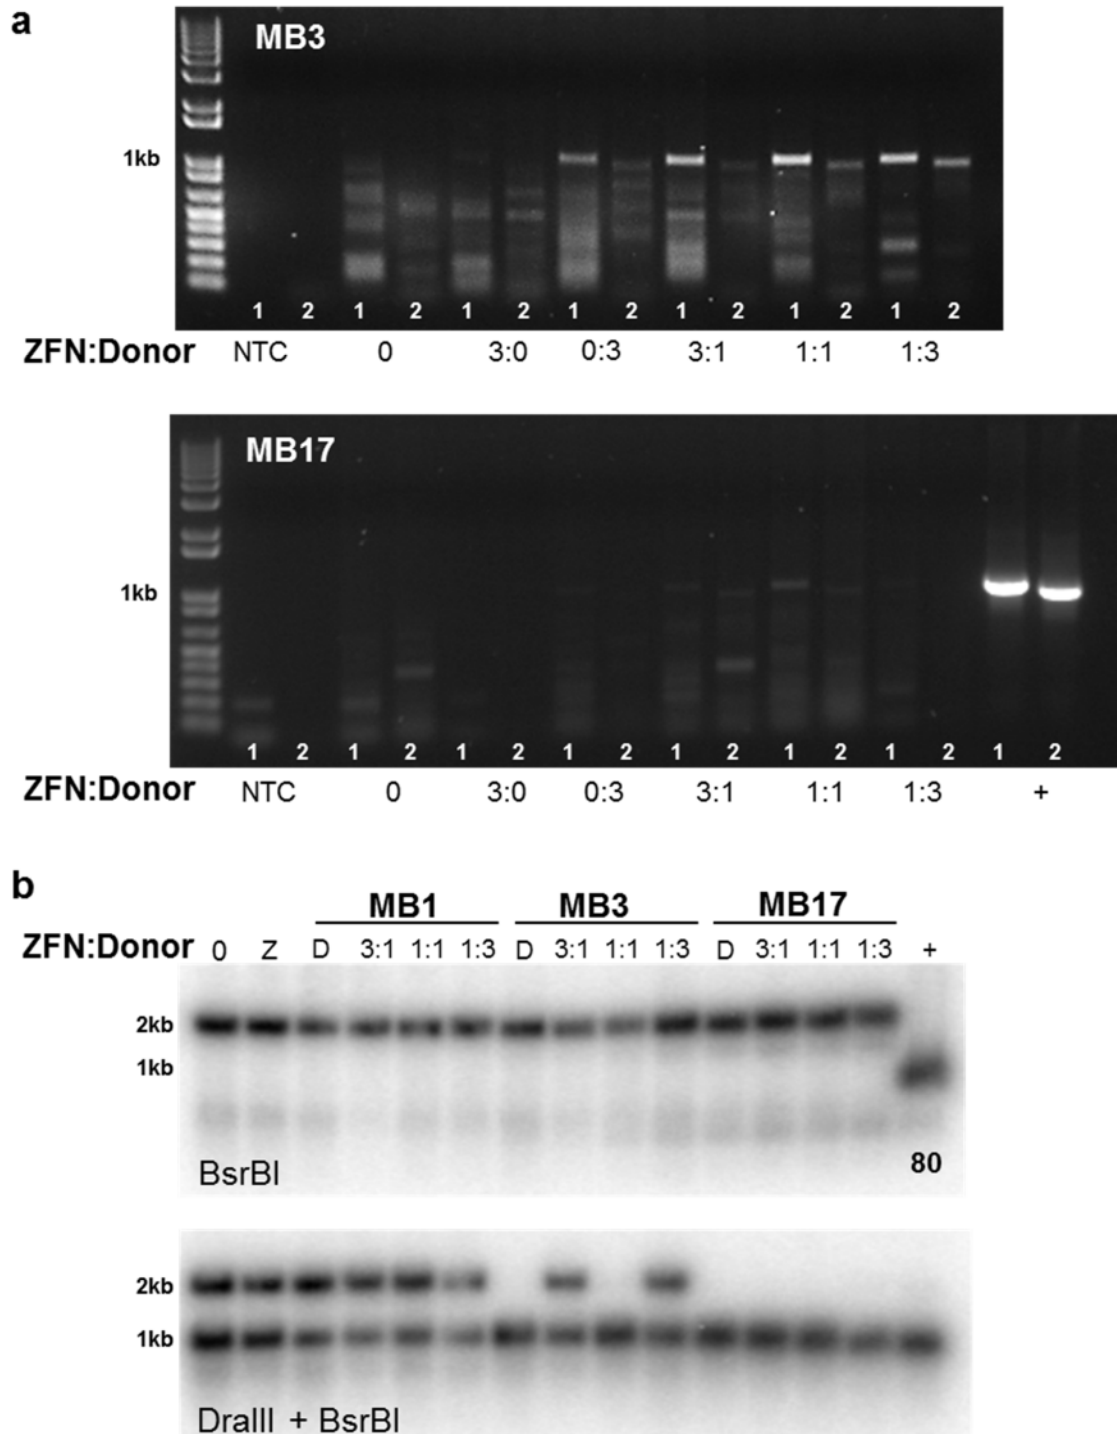 a
MB3
1kb
1 2 1 2 1 2 1 2 1 2 1 2 1 2
ZFN:Donor NTC 0 3:0 0:3 3:1 1:1 1:3
MB17
1kb
1 2 1 2 1 2 1 2 1 2 1 2 1 2 1 2
ZFN:Donor NTC 0 3:0 0:3 3:1 1:1 1:3 +
b
MB1 MB3 MB17
ZFN:Donor 0 Z D 3:1 1:1 1:3 D 3:1 1:1 1:3 D 3:1 1:1 1:3 +
2kb
1kb
80
BsrBI
2kb
1kb
DraIII + BsrBI